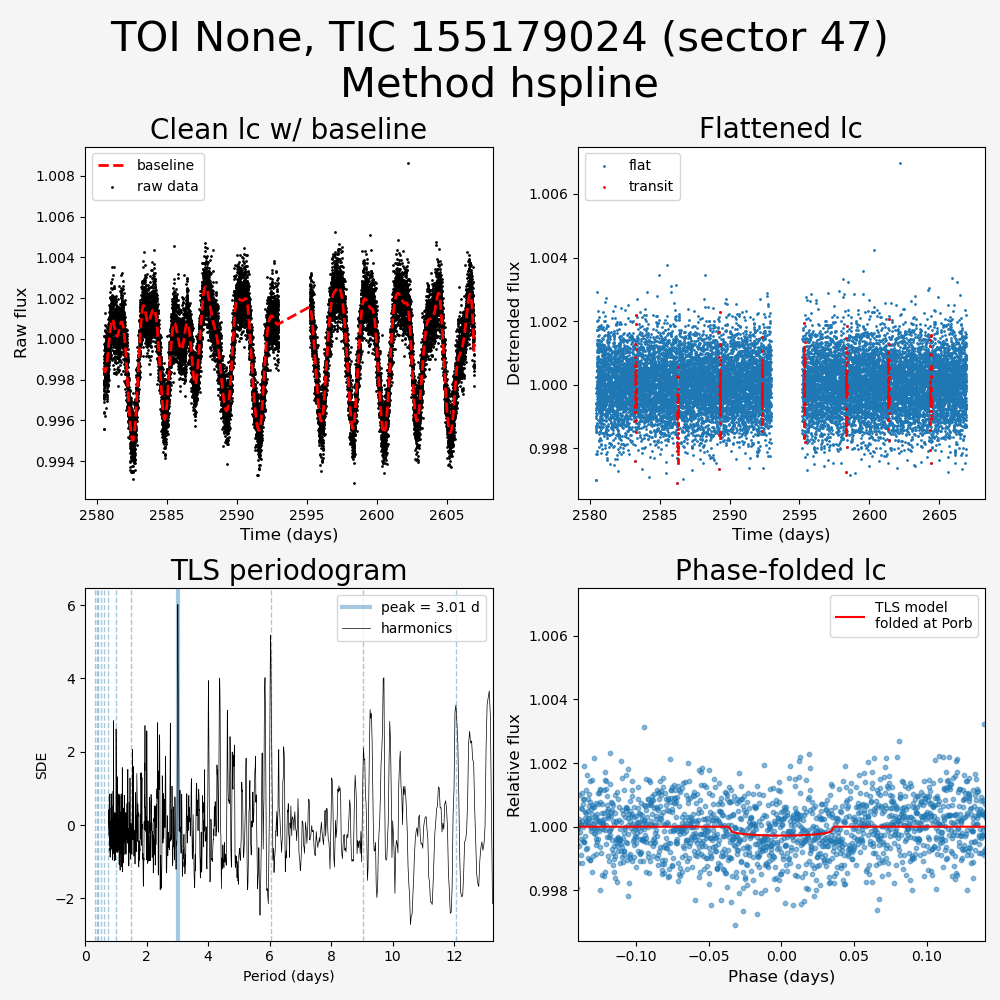 TOI None, TIC 155179024 (sector 47)
Method hspline
Clean lc w/ baseline
baseline
raw data
1.008
1.006
1.004
1.002
1.000
0.998
0.996
0.994
Raw flux
2580
2585
2590
2595
2600
2605
Time (days)
Flattened lc
flat
transit
1.006
1.004
1.002
1.000
0.998
Detrended flux
2580
2585
2590
2595
2600
2605
Time (days)
TLS periodogram
peak = 3.01 d
harmonics
6
4
2
0
−2
SDE
0
2
4
6
8
10
12
Period (days)
Phase-folded lc
TLS model
folded at Porb
1.006
1.004
1.002
1.000
0.998
Relative flux
−0.10
−0.05
0.00
0.05
0.10
Phase (days)